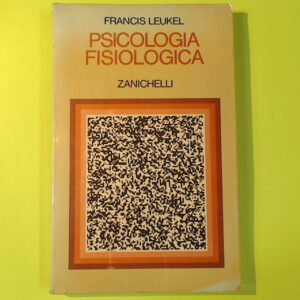 FRANCIS LEUKEL
PSICOLOGIA
FISIOLOGICA
ZANICHELLI